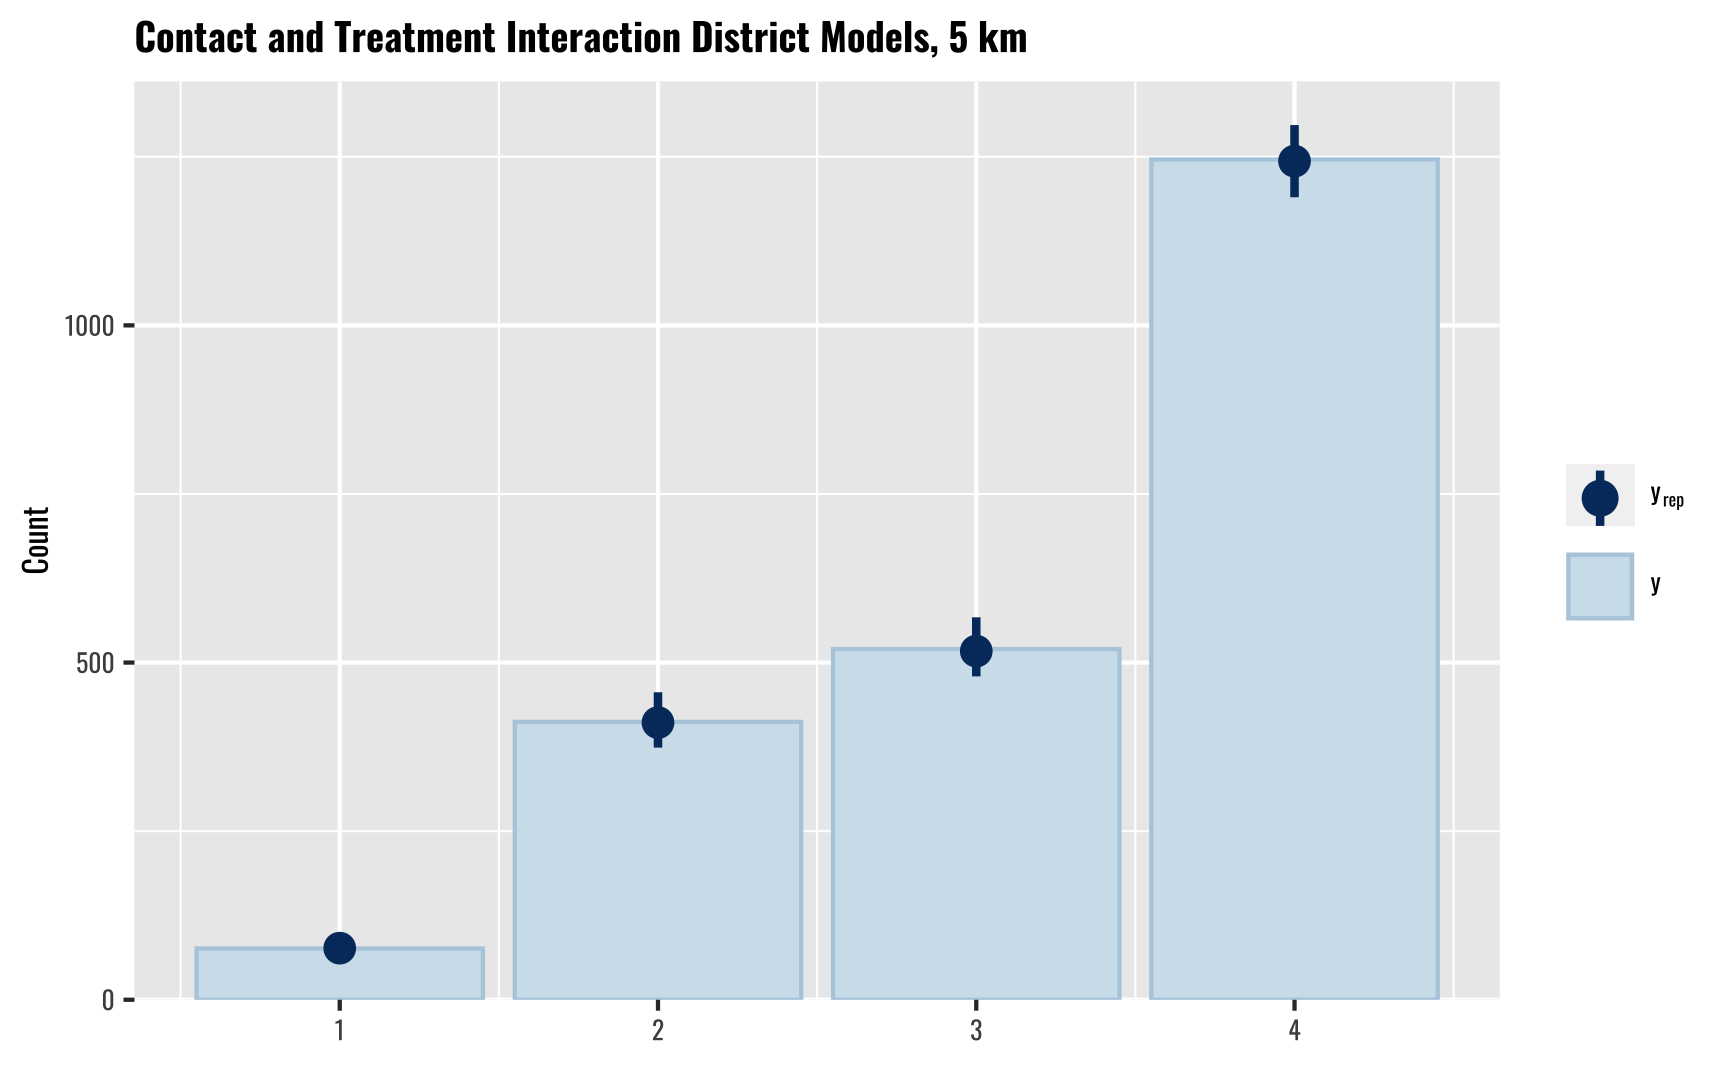 Contact and Treatment Interaction District Models, 5 km
Count
1000
500
0
1 2 3 4
y rep
y